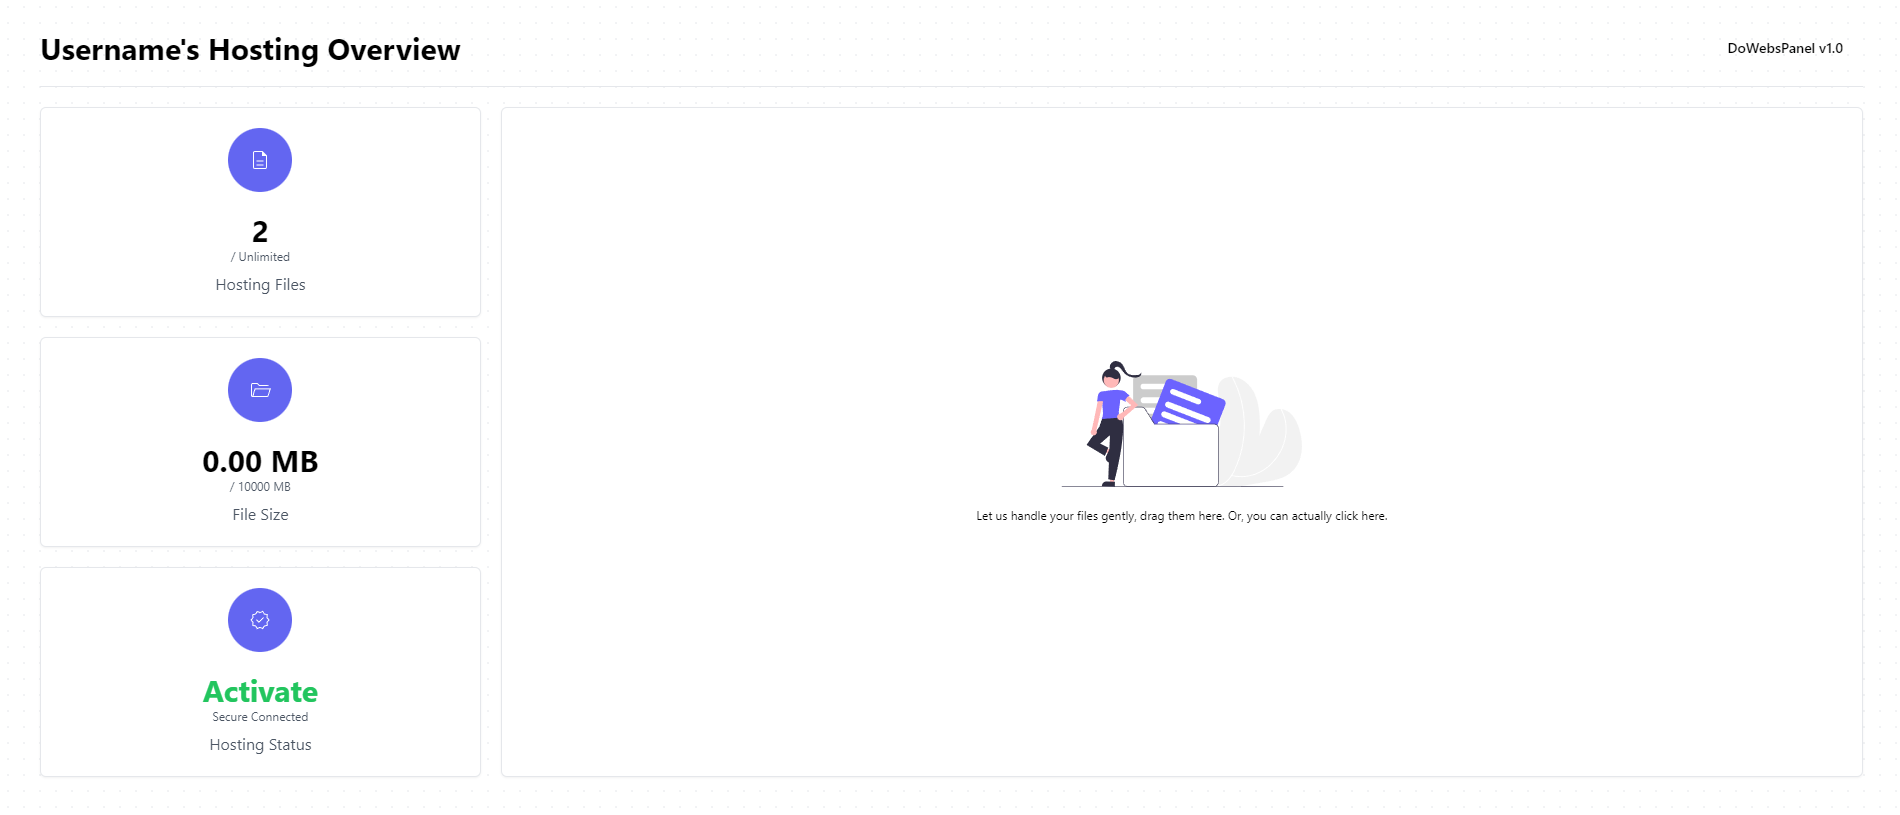 Username's Hosting Overview
DoWebsPanel v1.0
2
/ Unlimited
Hosting Files
0.00 MB
/ 10000 MB
File Size
Activate
Secure Connected
Hosting Status
Let us handle your files gently, drag them here. Or, you can actually click here.